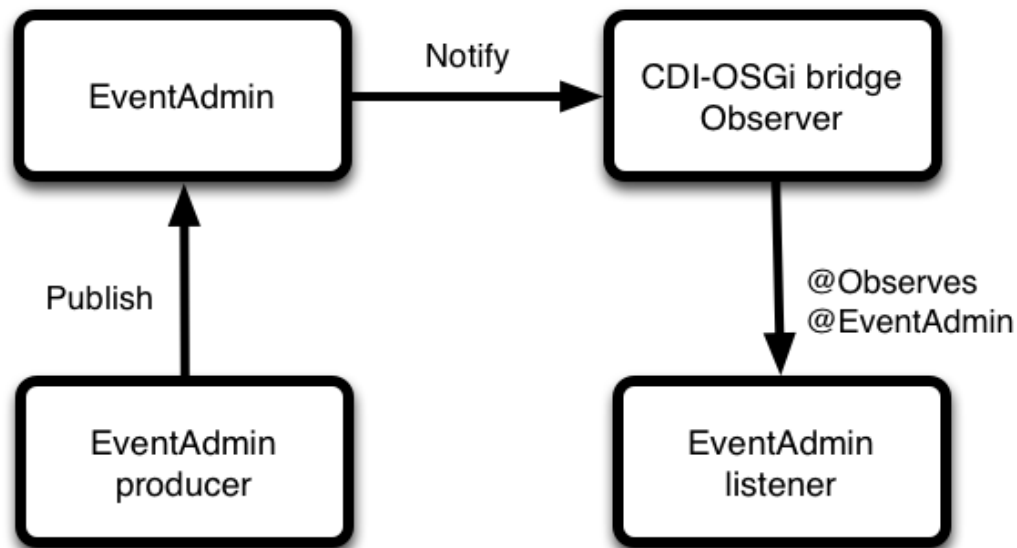 EventAdmin
Notify
CDI-OSGi bridge
Observer
Publish
@Observes
@EventAdmin
EventAdmin
producer
EventAdmin
listener